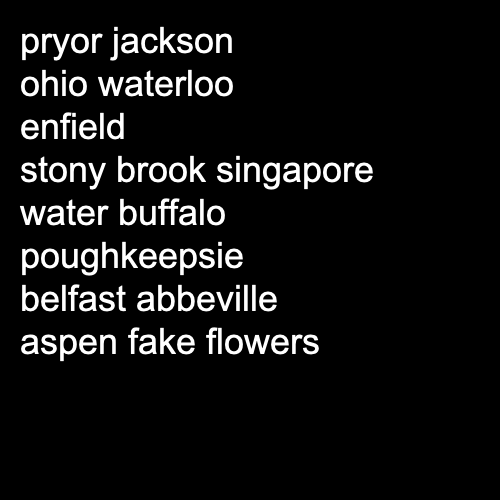 pryor jackson
ohio waterloo
enfield
stony brook singapore
water buffalo
poughkeepsie
belfast abbeville
aspen fake flowers